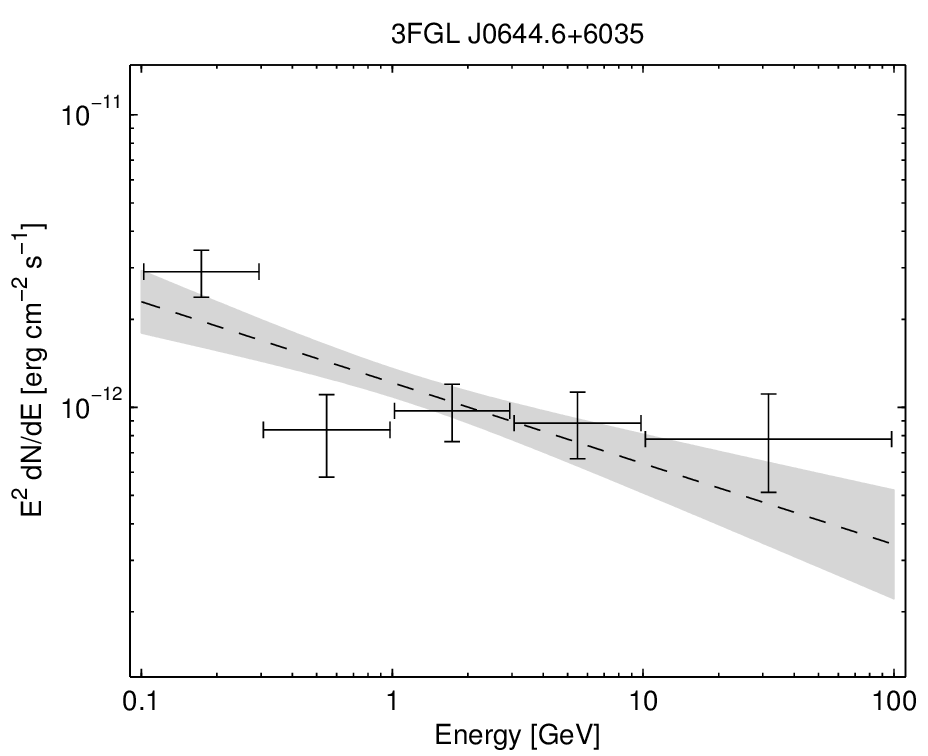 3FGL J0644.6+6035
10⁻¹¹
10⁻¹²
E² dN/dE [erg cm⁻² s⁻¹]
0.1 1 10 100
Energy [GeV]